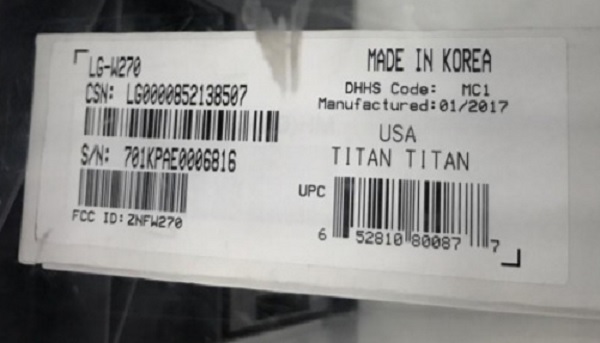 LG-W270
CSN: LG0000852138507
S/N: 701KPAE0006816
FCC ID: ZNFW270
MADE IN KOREA
DHHS Code: MC1
Manufactured: 01/2017
USA
TITAN TITAN
UPC
6 52810 80087 7